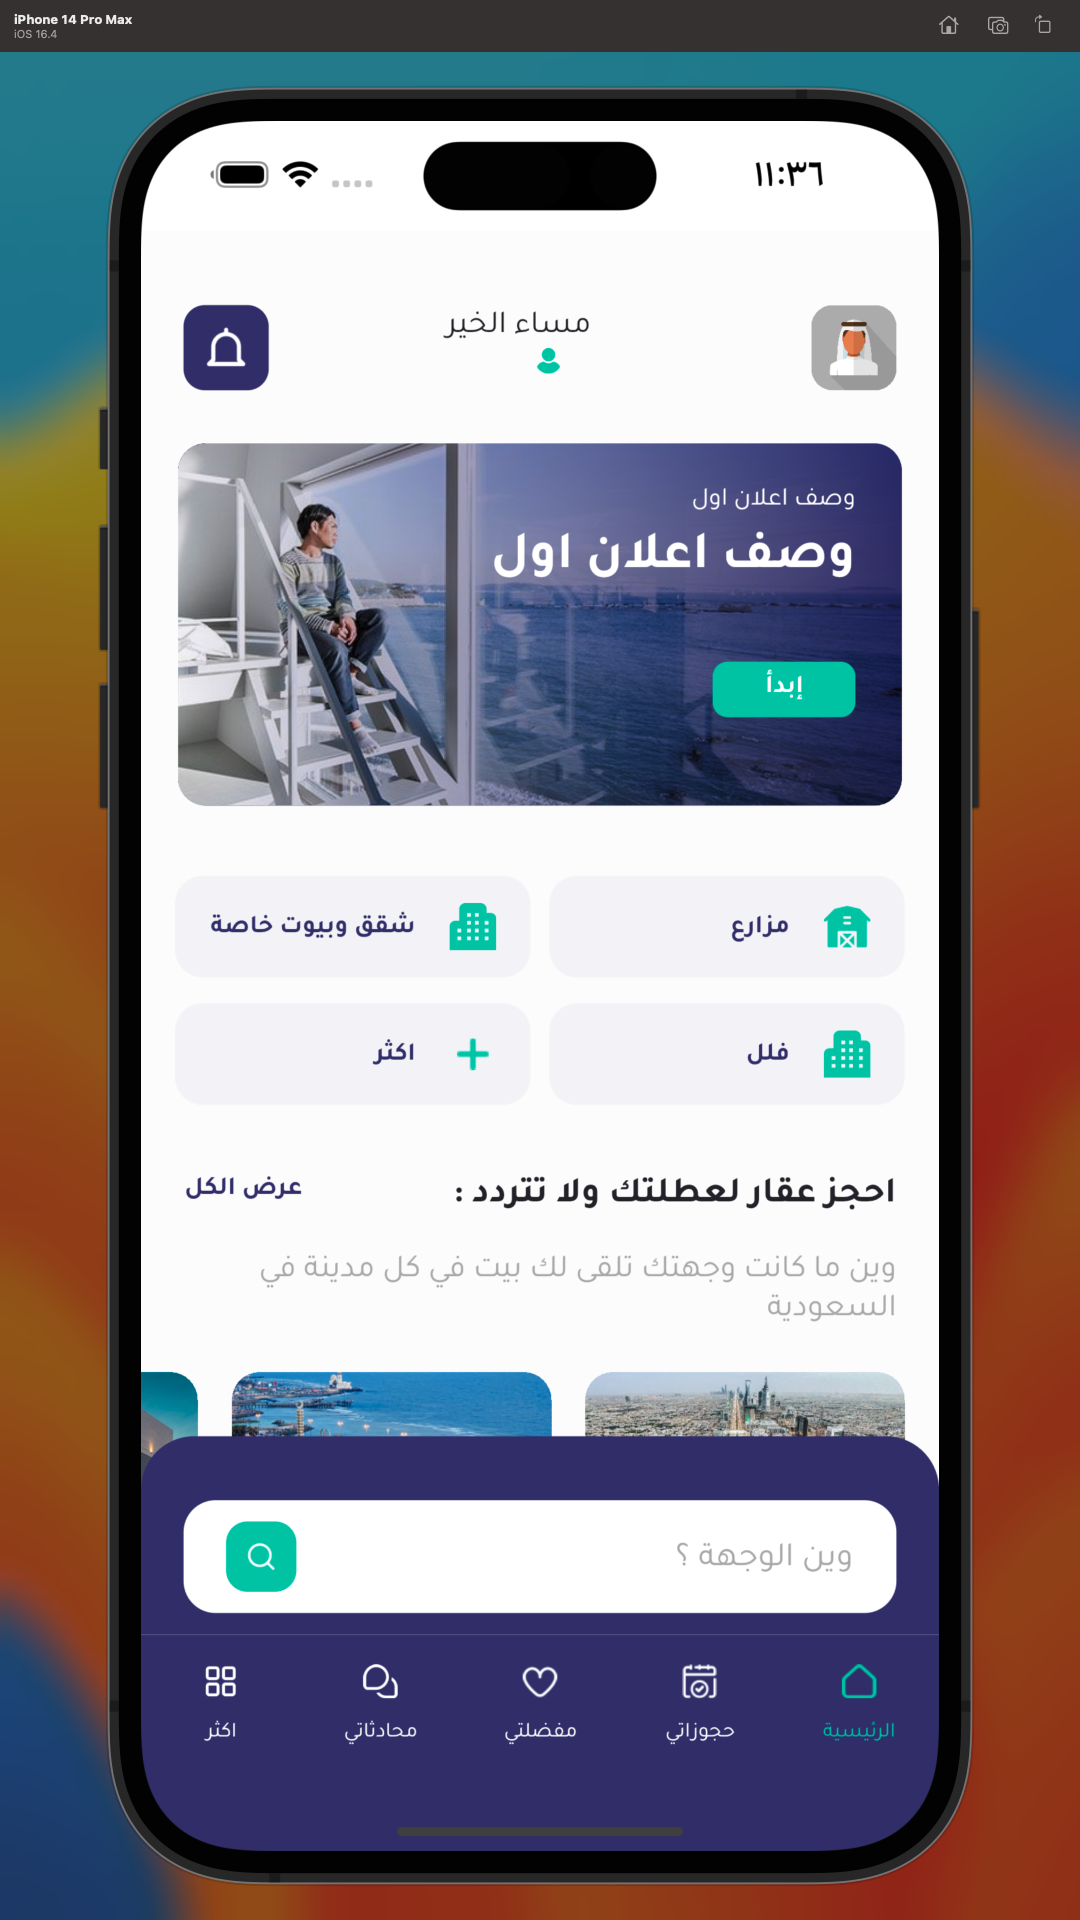 iPhone 14 Pro Max
iOS 16.4
١١:٣٦
مساء الخير
وصف اعلان اول
وصف اعلان اول
إبدأ
مزارع
شقق وبيوت خاصة
فلل
اكثر
احجز عقار لعطلتك ولا تتردد :
عرض الكل
وين ما كانت وجهتك تلقى لك بيت في كل مدينة في
السعودية
وين الوجهة ؟
الرئيسية
حجوزاتي
مفضلتي
محادثاتي
اكثر